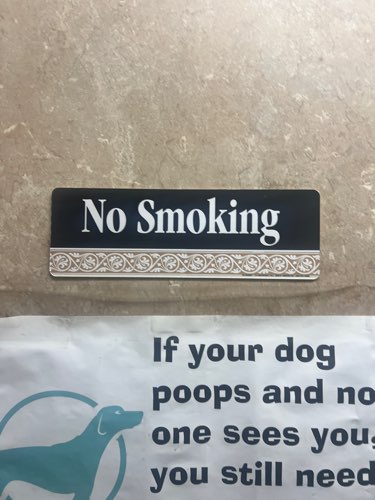 No Smoking
If your dog
poops and no
one sees you,
you still need